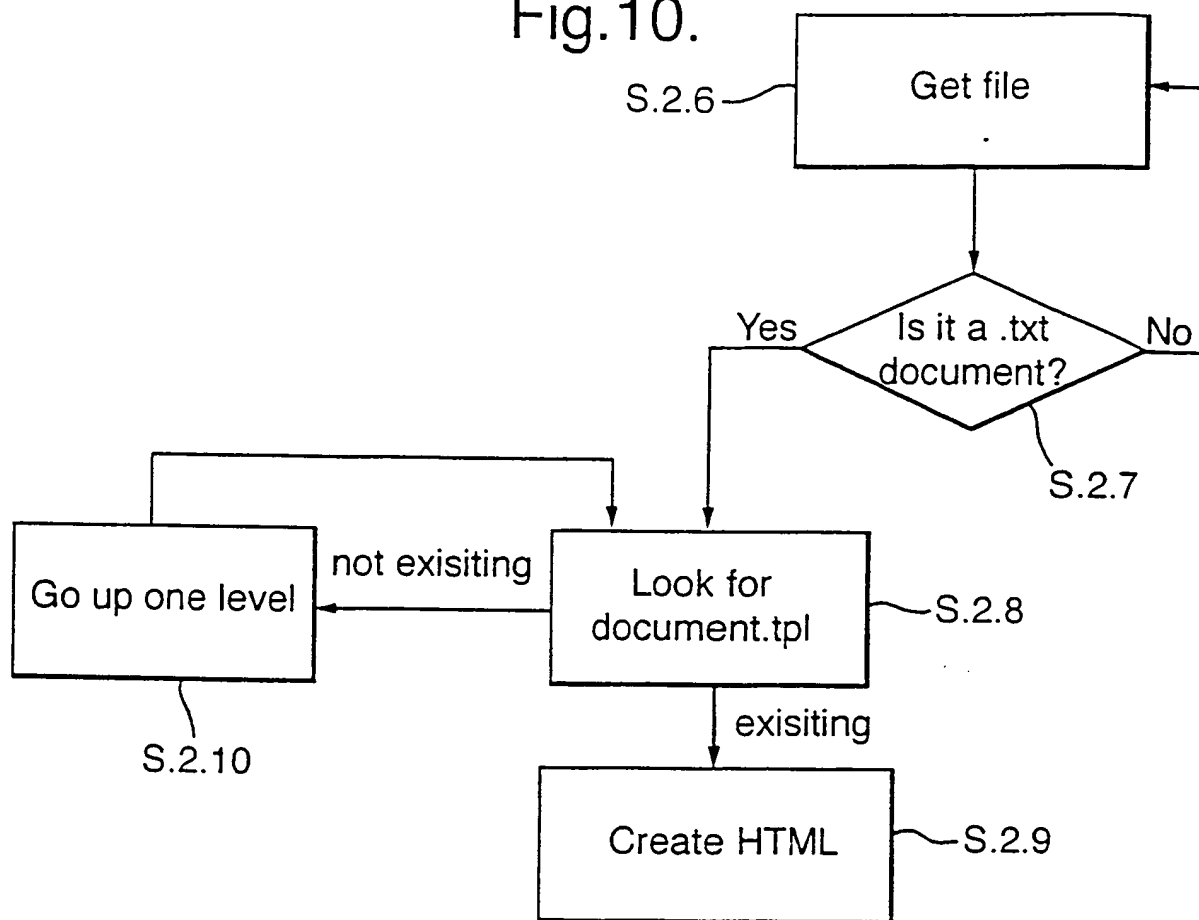 Fig.10.
S.2.6
Get file
Yes
Is it a .txt
document?
No
S.2.7
Go up one level
not exisiting
Look for
document.tpl
S.2.8
S.2.10
exisiting
Create HTML
S.2.9